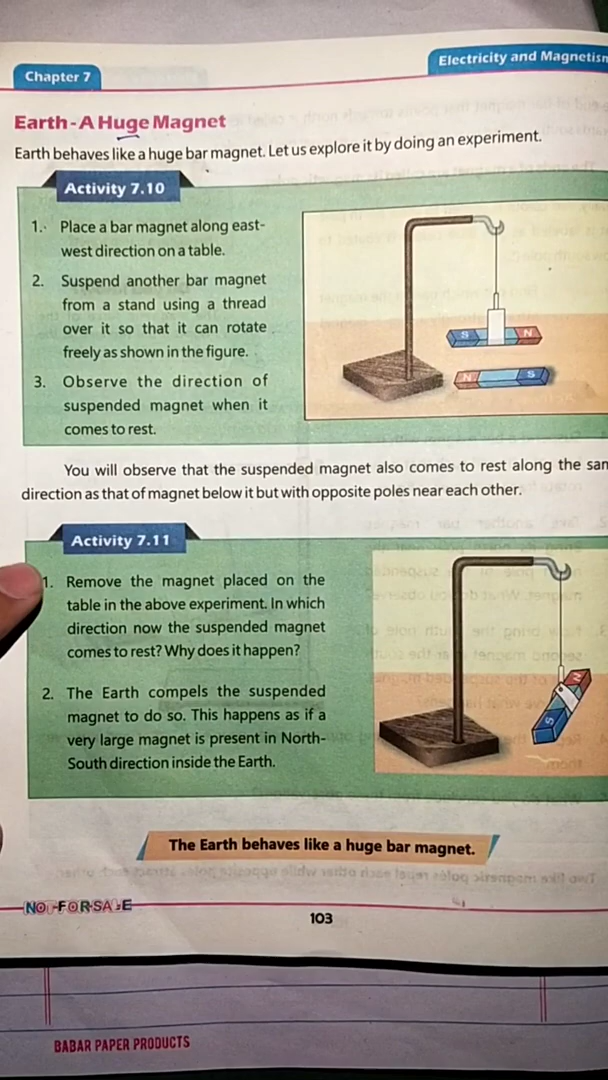 Chapter 7
Electricity and Magnetism
Earth - A Huge Magnet
Earth behaves like a huge bar magnet. Let us explore it by doing an experiment.
Activity 7.10
1. Place a bar magnet along east-
west direction on a table.
2. Suspend another bar magnet
from a stand using a thread
over it so that it can rotate
freely as shown in the figure.
3. Observe the direction of
suspended magnet when it
comes to rest.
S N
N S
You will observe that the suspended magnet also comes to rest along the sam
direction as that of magnet below it but with opposite poles near each other.
Activity 7.11
1. Remove the magnet placed on the
table in the above experiment. In which
direction now the suspended magnet
comes to rest? Why does it happen?
2. The Earth compels the suspended
magnet to do so. This happens as if a
very large magnet is present in North-
South direction inside the Earth.
N
S
The Earth behaves like a huge bar magnet.
NOT FOR SALE
103
BABAR PAPER PRODUCTS